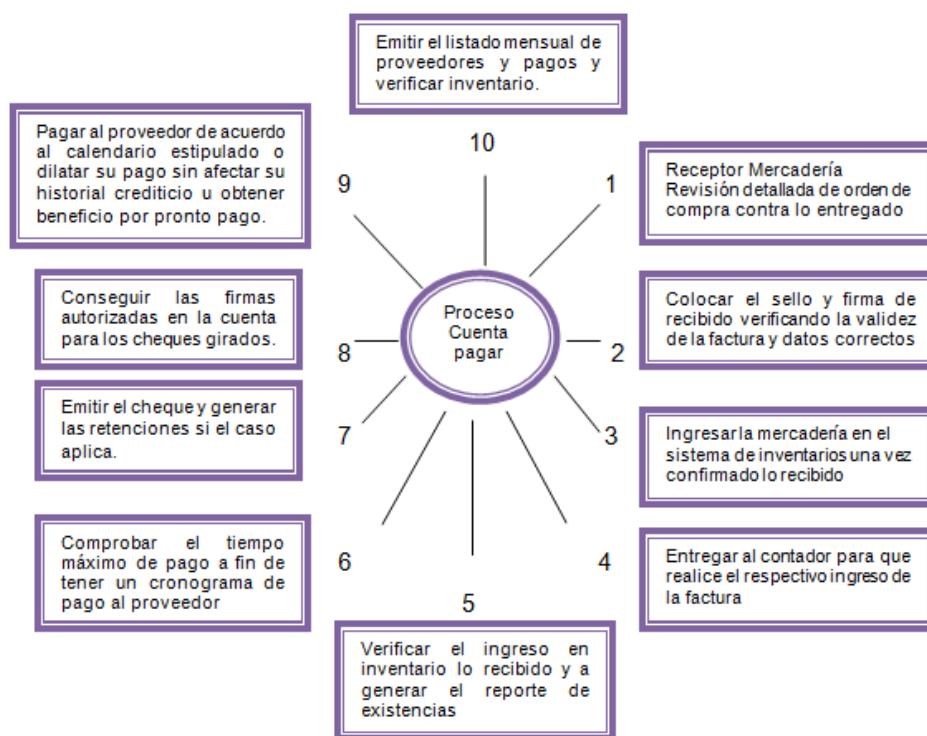 Emitir el listado mensual de
proveedores y pagos y
verificar inventario.
10
Pagar al proveedor de acuerdo
al calendario estipulado o
dilatar su pago sin afectar su
historial crediticio u obtener
beneficio por pronto pago.
9
1
Receptor Mercadería
Revisión detallada de orden de
compra contra lo entregado
Conseguir las firmas
autorizadas en la cuenta
para los cheques girados.
8
Proceso
Cuenta
pagar
2
Colocar el sello y firma de
recibido verificando la validez
de la factura y datos correctos
Emitir el cheque y generar
las retenciones si el caso
aplica.
7
3
Ingresar la mercadería en el
sistema de inventarios una vez
confirmado lo recibido
Comprobar el tiempo
máximo de pago a fin de
tener un cronograma de
pago al proveedor
6
4
Entregar al contador para que
realice el respectivo ingreso de
la factura
5
Verificar el ingreso en
inventario lo recibido y a
generar el reporte de
existencias